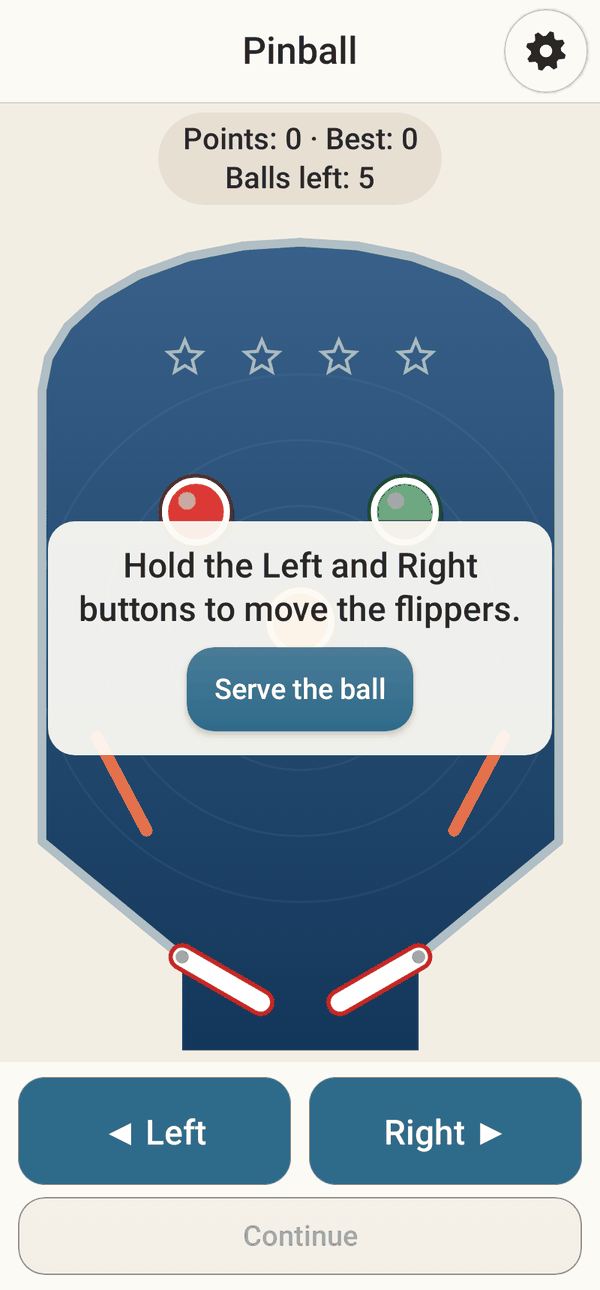 Pinball
Points: 0 · Best: 0
Balls left: 5
Hold the Left and Right
buttons to move the flippers.
Serve the ball
◀ Left
Right ▶
Continue